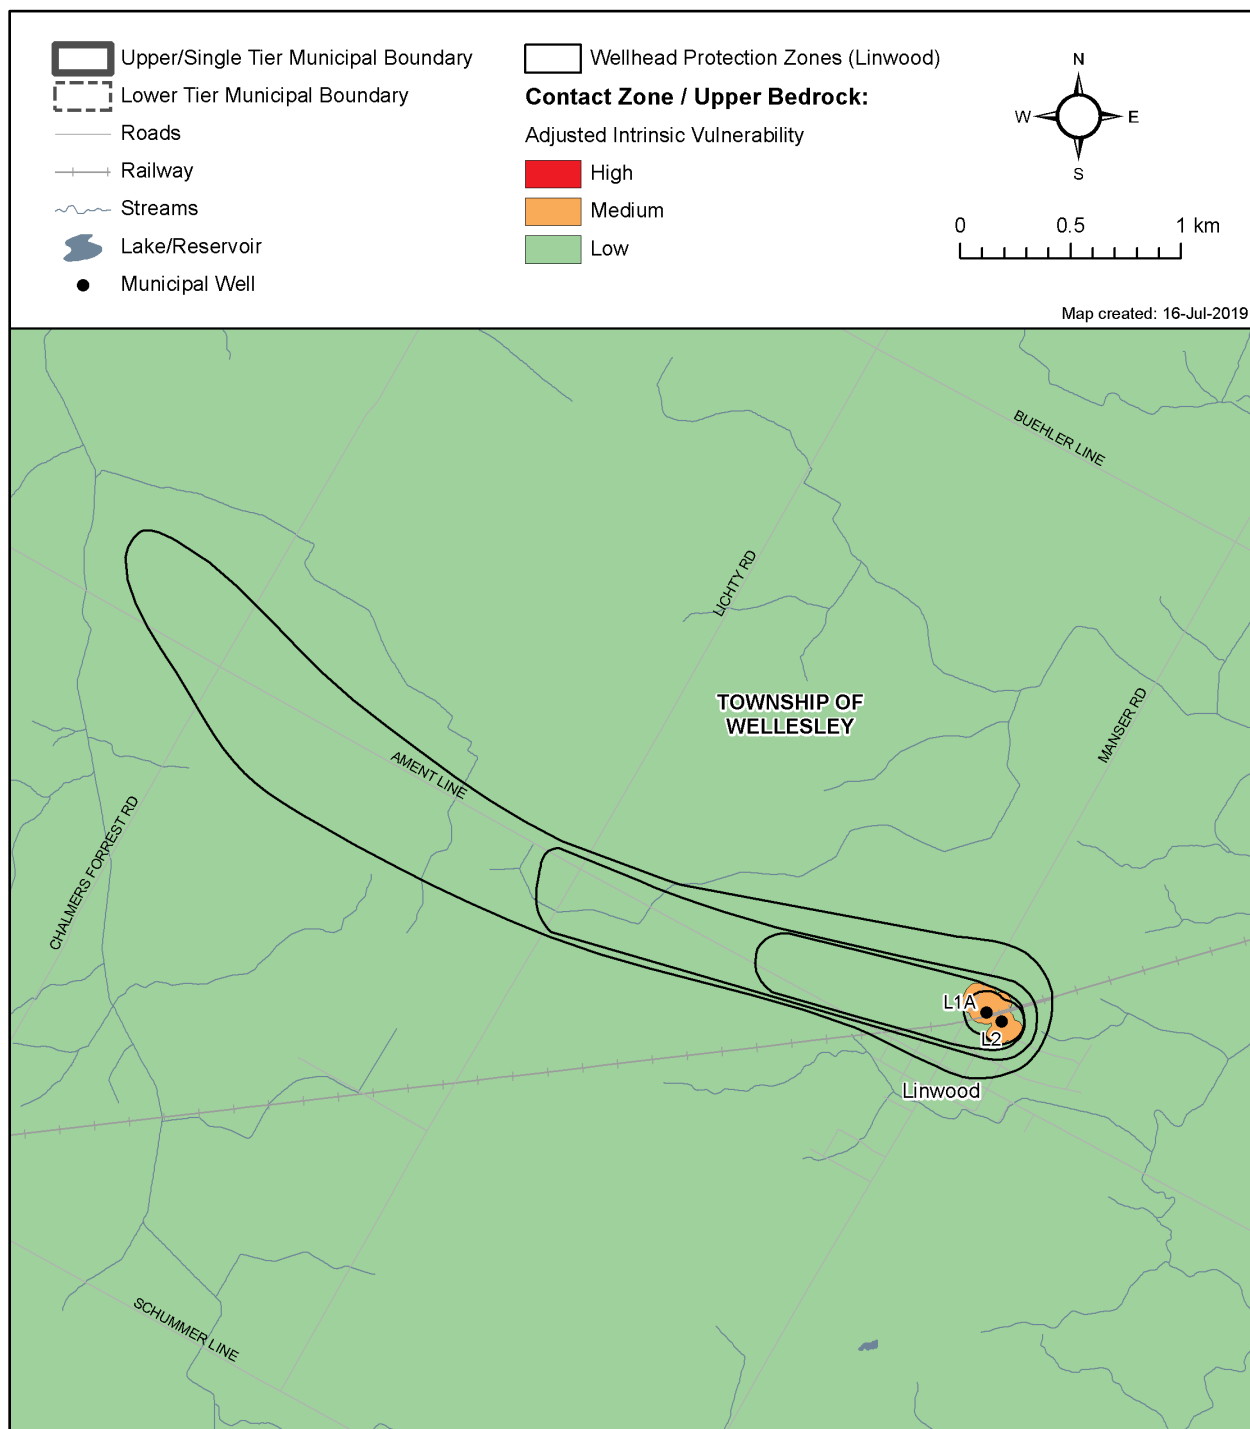 Upper/Single Tier Municipal Boundary
Lower Tier Municipal Boundary
Roads
Railway
Streams
Lake/Reservoir
Municipal Well
Wellhead Protection Zones (Linwood)
Contact Zone / Upper Bedrock:
Adjusted Intrinsic Vulnerability
High
Medium
Low
N
W E
S
0 0.5 1 km
Map created: 16-Jul-2019
BUEHLER LINE
LICHTY RD
TOWNSHIP OF
WELLESLEY
MANSER RD
AMENT LINE
CHALMERS FORREST RD
L1A
L2
Linwood
SCHUMMER LINE